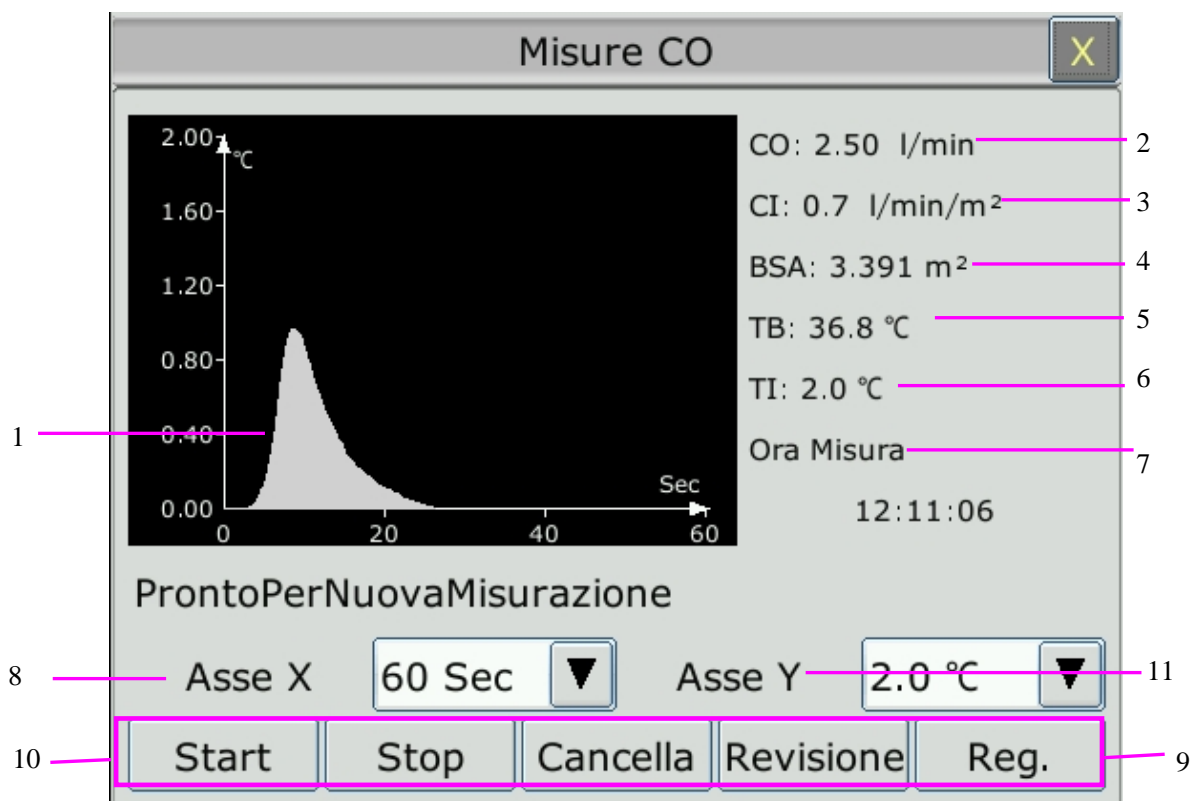 Misure CO
X
2.00
℃
1.60
1.20
0.80
0.40
0.00
0
20
40
60
Sec
CO: 2.50 l/min
2
CI: 0.7 l/min/m²
3
BSA: 3.391 m²
4
TB: 36.8 ℃
5
TI: 2.0 ℃
6
Ora Misura
7
12:11:06
1
ProntoPerNuovaMisurazione
8
Asse X
60 Sec
Asse Y
2.0 ℃
11
10
Start
Stop
Cancella
Revisione
Reg.
9